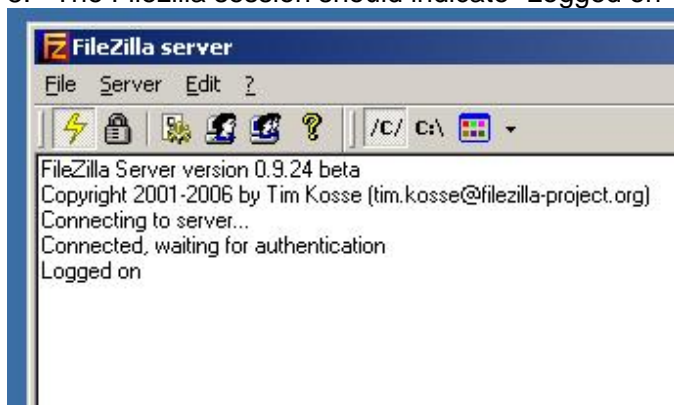 The Filezilla session should indicate "Logged on"
FileZilla server
File Server Edit ?
/C/ C:\
FileZilla Server version 0.9.24 beta
Copyright 2001-2006 by Tim Kosse (tim.kosse@filezilla-project.org)
Connecting to server...
Connected, waiting for authentication
Logged on